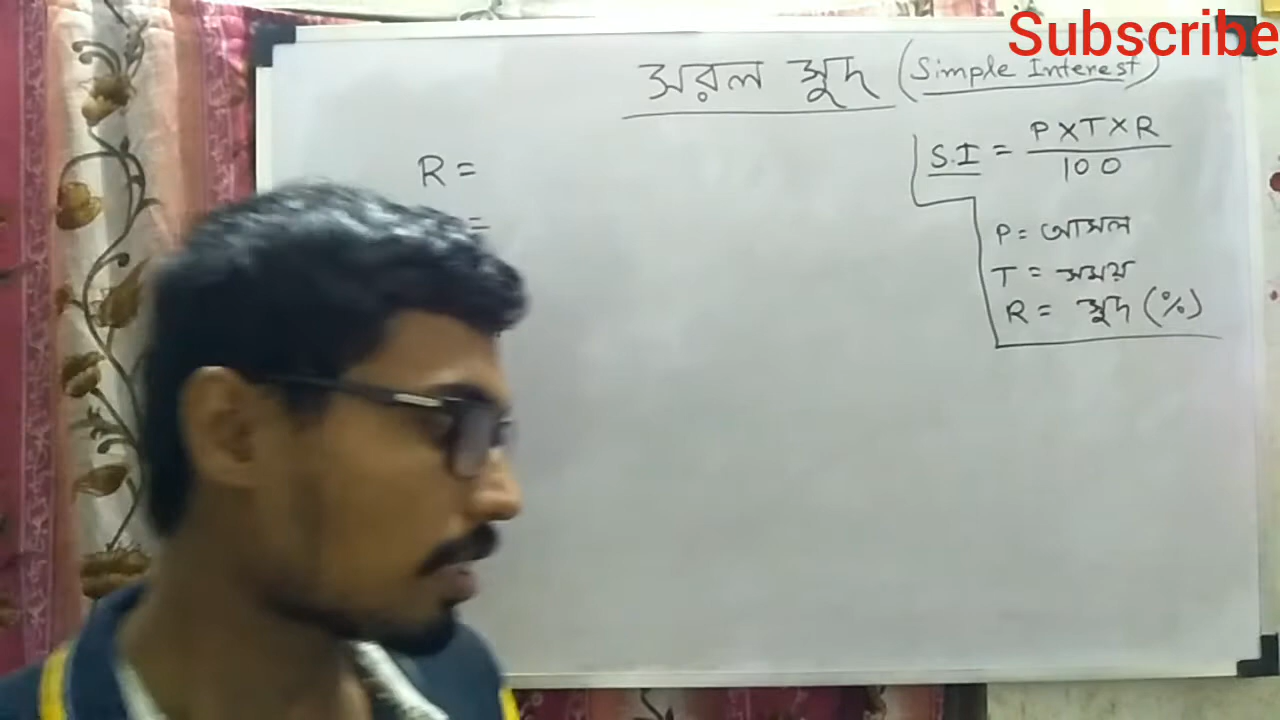 Subscribe
সরল সুদ (Simple Interest)
S.I = P×T×R
100
R =
=
P = আসল
T = সময়
R = সুদ (%)